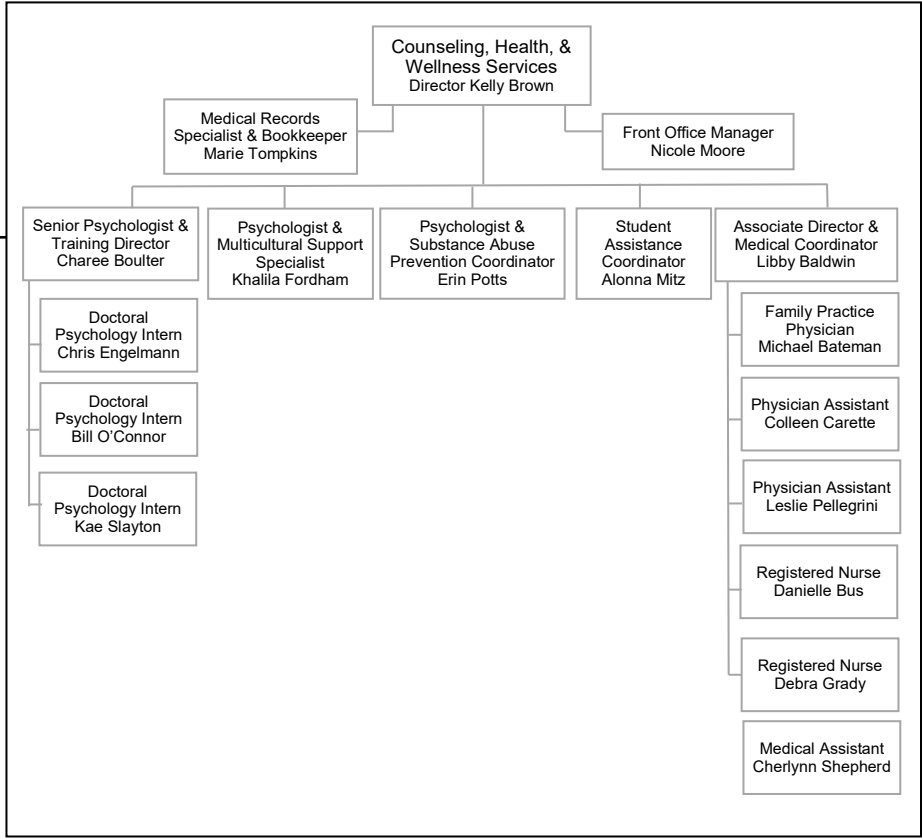 Counseling, Health, &
Wellness Services
Director Kelly Brown
Medical Records
Specialist & Bookkeeper
Marie Tompkins
Front Office Manager
Nicole Moore
Senior Psychologist &
Training Director
Charee Boulter
Psychologist &
Multicultural Support
Specialist
Khalila Fordham
Psychologist &
Substance Abuse
Prevention Coordinator
Erin Potts
Student
Assistance
Coordinator
Alonna Mitz
Associate Director &
Medical Coordinator
Libby Baldwin
Doctoral
Psychology Intern
Chris Engelmann
Doctoral
Psychology Intern
Bill O’Connor
Doctoral
Psychology Intern
Kae Slayton
Family Practice
Physician
Michael Bateman
Physician Assistant
Colleen Carette
Physician Assistant
Leslie Pellegrini
Registered Nurse
Danielle Bus
Registered Nurse
Debra Grady
Medical Assistant
Cherlynn Shepherd